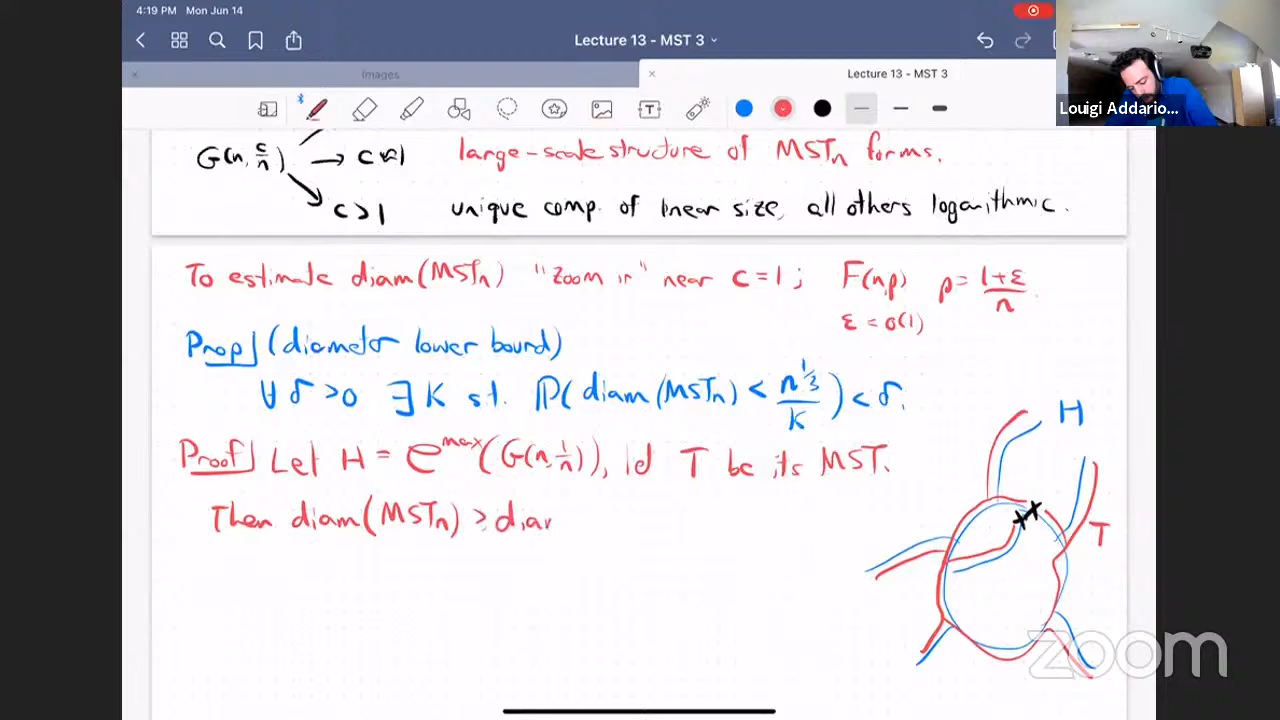 4:19 PM Mon Jun 14
Lecture 13 - MST 3
Images
Lecture 13 - MST 3
Louigi Addario...
G(n, c/n) → c≈1 large-scale structure of MSTn forms.
c>1 unique comp. of linear size, all others logarithmic.
To estimate diam(MSTn) "zoom in" near c=1; F(n,p) p= 1+ε/n.
ε = o(1)
Prop (diameter lower bound)
∀ δ>0 ∃ K st. P(diam(MSTn) < n^1/3/K) < δ.
Proof Let H = C^max(G(n,1/n)), ld T be its MST.
Then diam(MSTn) ≥ diam
H
T
zoom